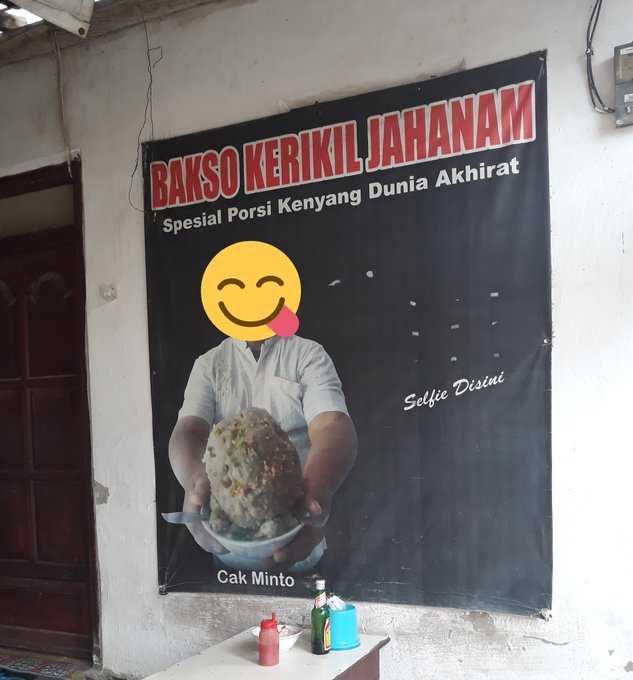 BAKSO KERIKIL JAHANAM
Spesial Porsi Kenyang Dunia Akhirat
Selfie Disini
Cak Minto